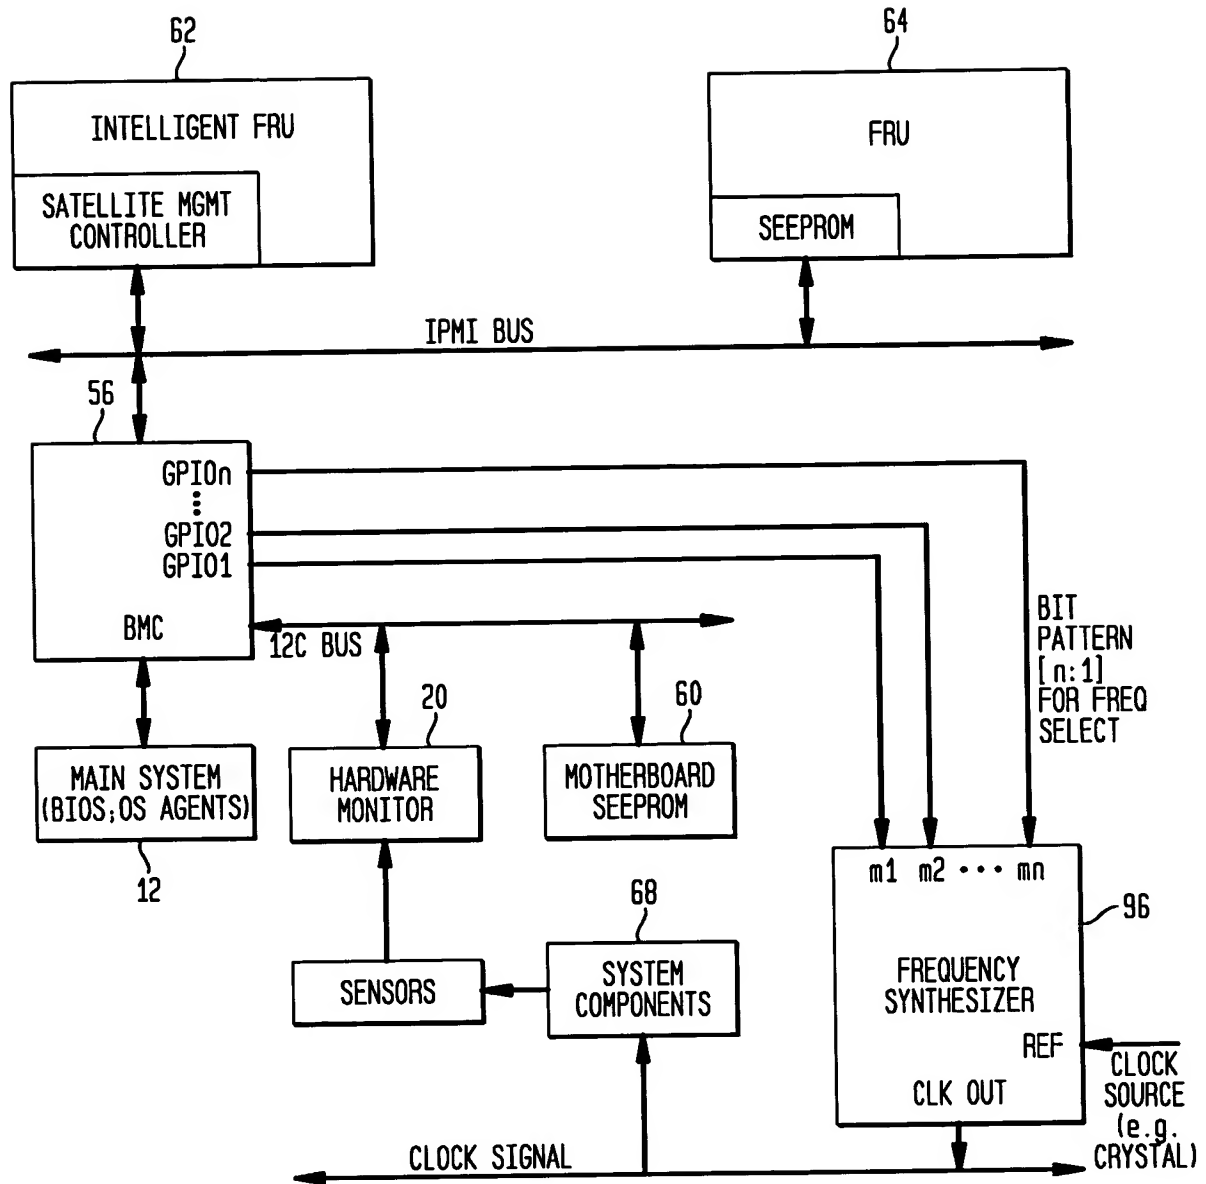 62
64
INTELLIGENT FRU
FRU
SATELLITE MGMT
CONTROLLER
SEEPROM
IPMI BUS
56
GPIOn
GPIO2
GPIO1
BMC
12C BUS
BIT
PATTERN
[n:1]
FOR FREQ
SELECT
20
60
MAIN SYSTEM
(BIOS;OS AGENTS)
HARDWARE
MONITOR
MOTHERBOARD
SEEPROM
12
m1 m2 ••• mn
96
68
SENSORS
SYSTEM
COMPONENTS
FREQUENCY
SYNTHESIZER
REF
CLK OUT
CLOCK
SOURCE
(e.g.
CRYSTAL)
CLOCK SIGNAL